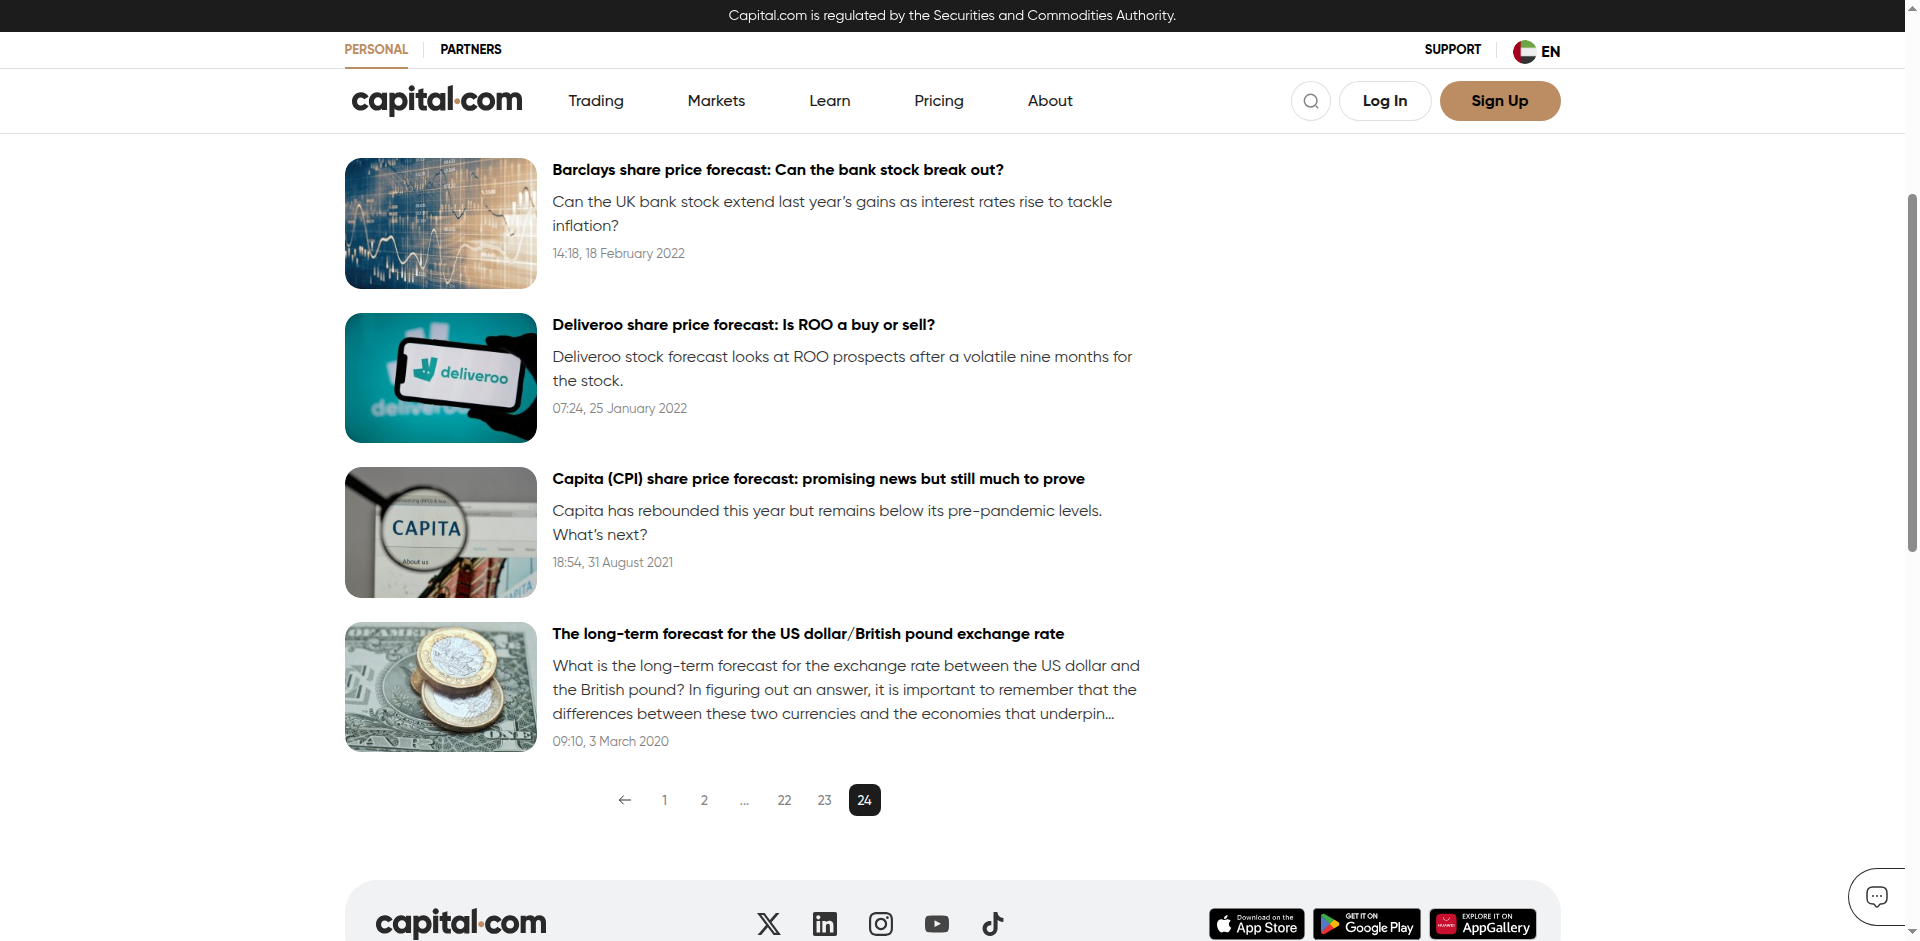 Capital.com is regulated by the Securities and Commodities Authority.
PERSONAL PARTNERS SUPPORT EN
capital.com Trading Markets Learn Pricing About Log In Sign Up
Barclays share price forecast: Can the bank stock break out?
Can the UK bank stock extend last year’s gains as interest rates rise to tackle
inflation?
14:18, 18 February 2022
deliveroo
Deliveroo share price forecast: Is ROO a buy or sell?
Deliveroo stock forecast looks at ROO prospects after a volatile nine months for
the stock.
07:24, 25 January 2022
CAPITA
About us
Capita (CPI) share price forecast: promising news but still much to prove
Capita has rebounded this year but remains below its pre-pandemic levels.
What’s next?
18:54, 31 August 2021
ONE
The long-term forecast for the US dollar/British pound exchange rate
What is the long-term forecast for the exchange rate between the US dollar and
the British pound? In figuring out an answer, it is important to remember that the
differences between these two currencies and the economies that underpin...
09:10, 3 March 2020
← 1 2 ... 22 23 24
capital.com
Download on the
App Store
GET IT ON
Google Play
EXPLORE IT ON
AppGallery